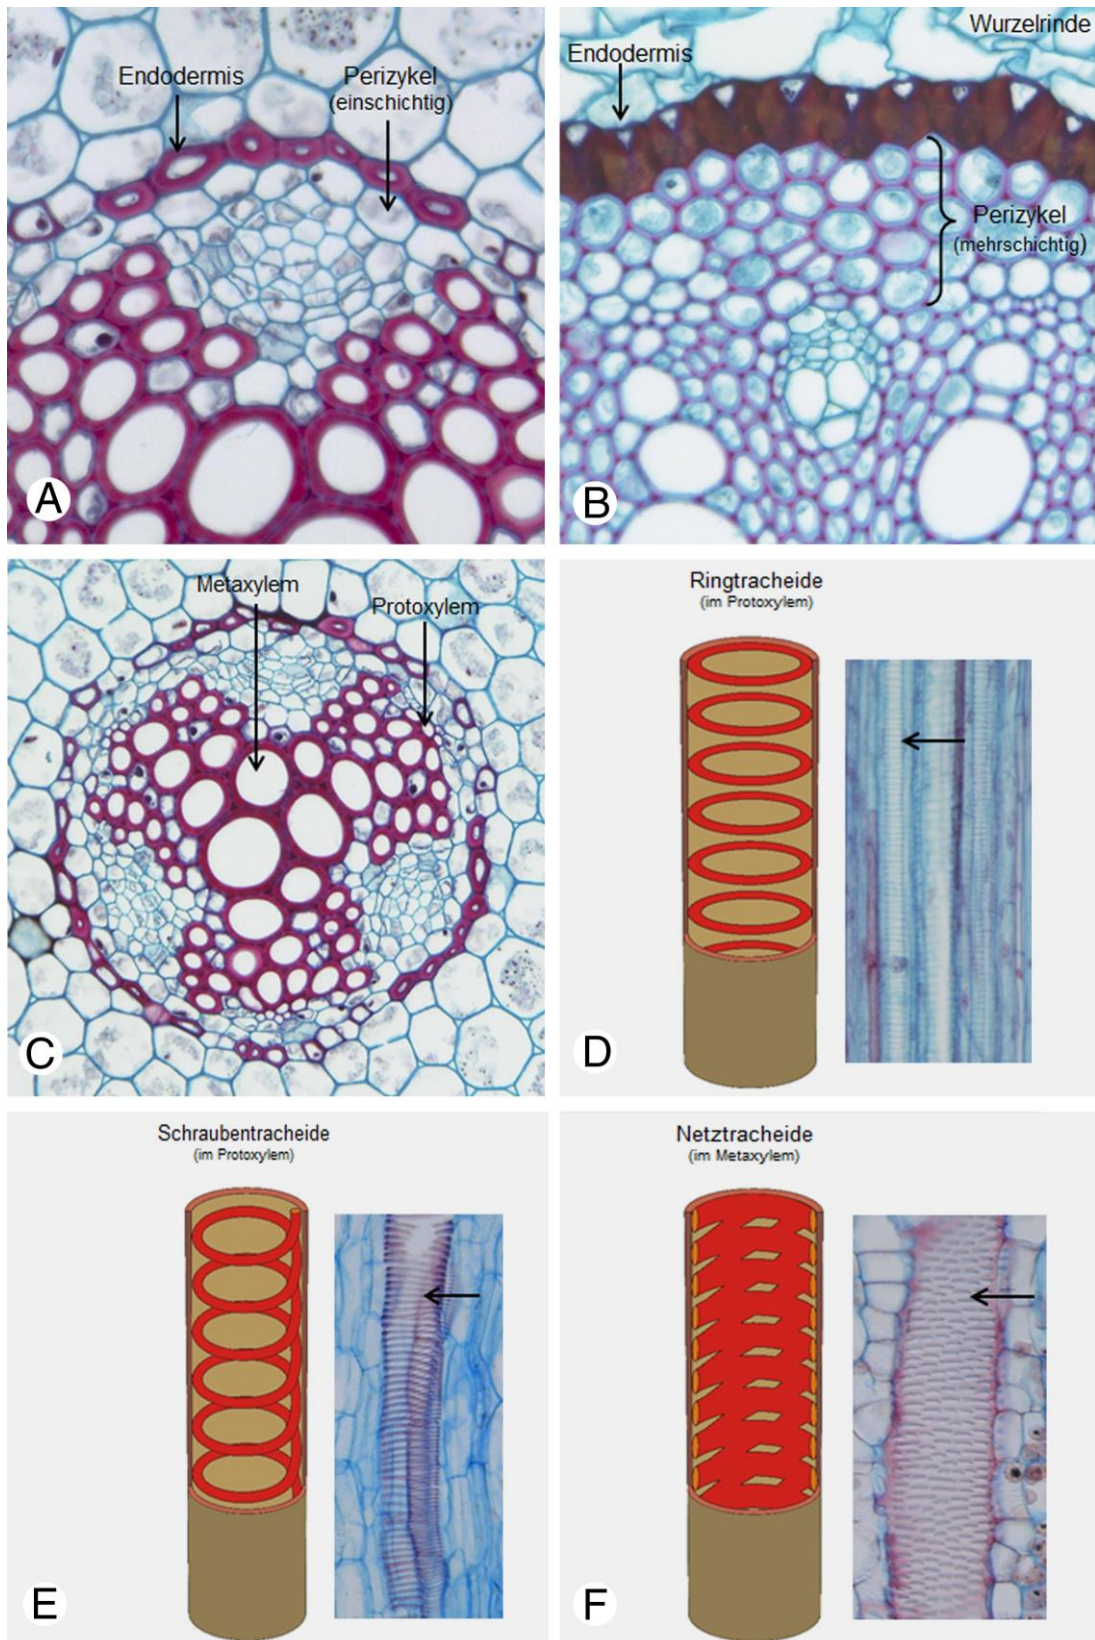 Endodermis
Perizykel
(einschichtig)
A
Wurzelrinde
Endodermis
Perizykel
(mehrschichtig)
B
Metaxylem
Protoxylem
C
Ringtracheide
(im Protoxylem)
D
Schraubentracheide
(im Protoxylem)
E
Netztracheide
(im Metaxylem)
F